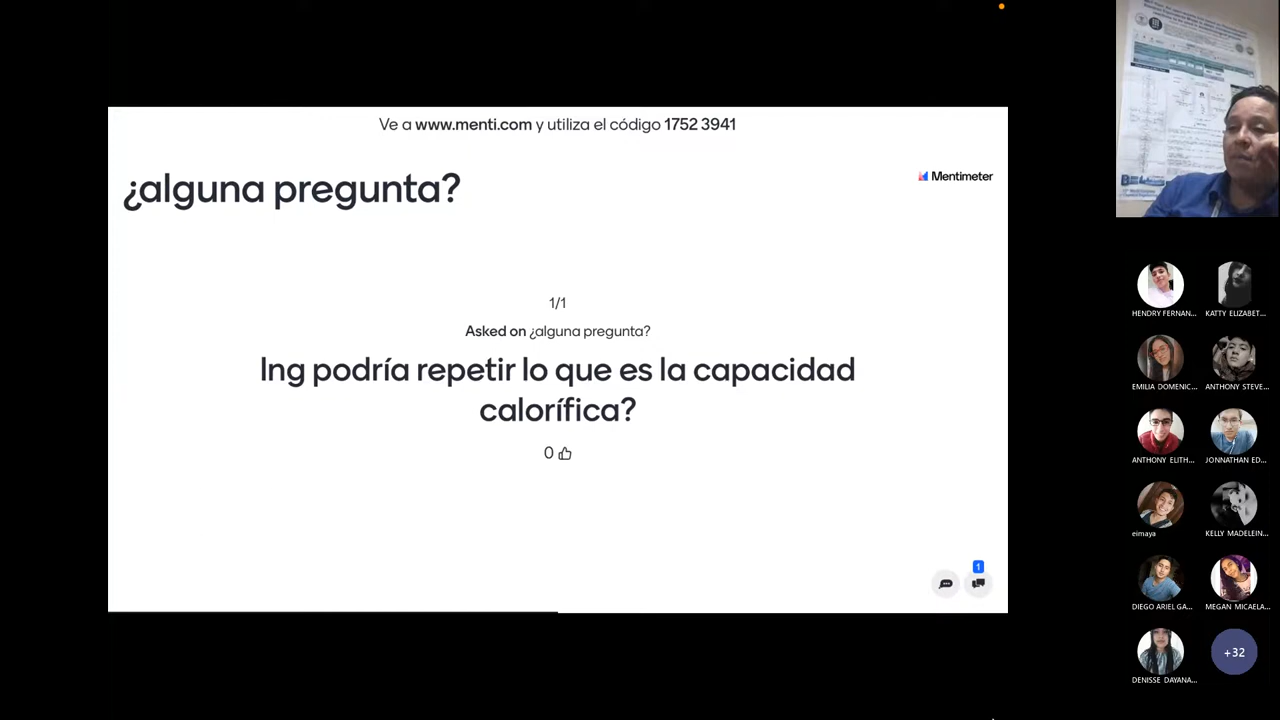 Ve a www.menti.com y utiliza el código 1752 3941
¿alguna pregunta?
Mentimeter
1/1
Asked on ¿alguna pregunta?
Ing podría repetir lo que es la capacidad
calorífica?
0
1
HENDRY FERNAN...
KATTY ELIZABET...
EMILIA DOMENIC...
ANTHONY STEVE...
ANTHONY ELITH...
JONNATHAN ED...
eimaya
KELLY MADELEIN...
DIEGO ARIEL GA...
MEGAN MICAELA...
DENISSE DAYANA...
+32